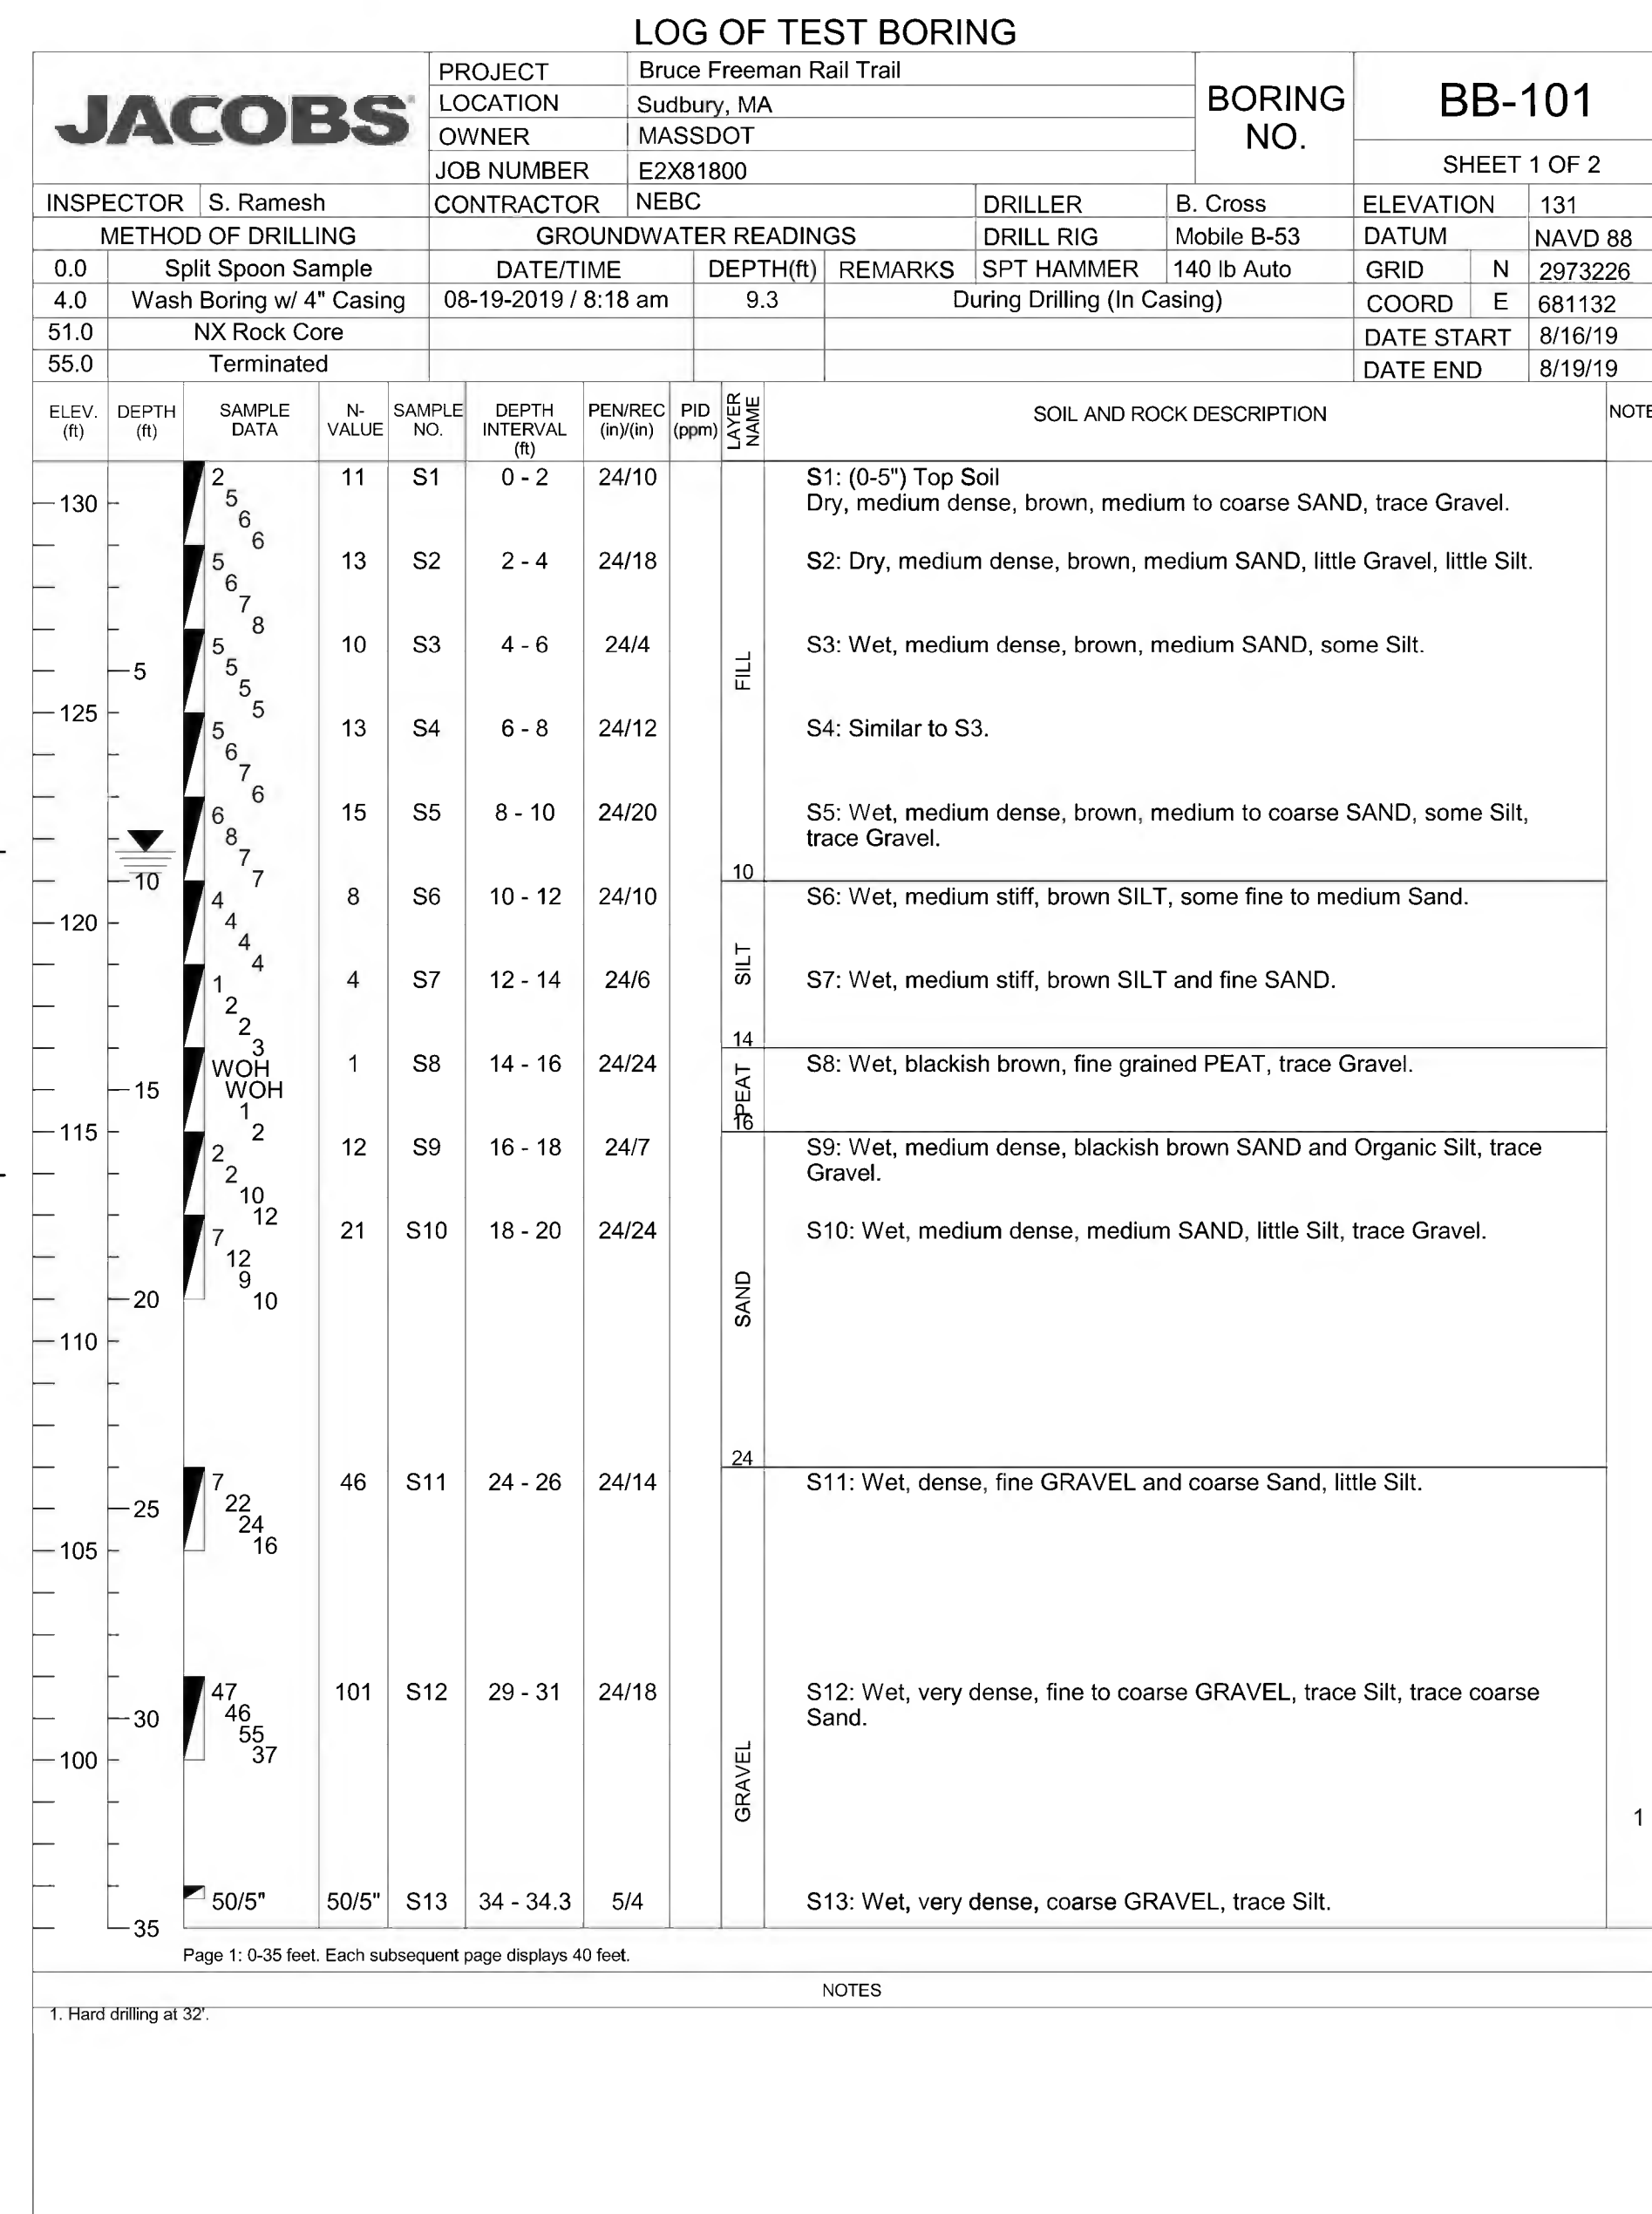 LOG OF TEST BORING
JACOBS
PROJECT Bruce Freeman Rail Trail
LOCATION Sudbury, MA
OWNER MASSDOT
JOB NUMBER E2X81800
BORING NO.
BB-101
SHEET 1 OF 2
INSPECTOR S. Ramesh CONTRACTOR NEBC DRILLER B. Cross ELEVATION 131
METHOD OF DRILLING GROUNDWATER READINGS DRILL RIG Mobile B-53 DATUM NAVD 88
0.0 Split Spoon Sample DATE/TIME DEPTH(ft) REMARKS SPT HAMMER 140 lb Auto GRID N 2973226
4.0 Wash Boring w/ 4" Casing 08-19-2019 / 8:18 am 9.3 During Drilling (In Casing) COORD E 681132
51.0 NX Rock Core DATE START 8/16/19
55.0 Terminated DATE END 8/19/19
ELEV. (ft) DEPTH (ft) SAMPLE DATA N-VALUE SAMPLE NO. DEPTH INTERVAL (ft) PEN/REC (in)/(in) PID (ppm) LAYER NAME SOIL AND ROCK DESCRIPTION NOTE
2 11 S1 0 - 2 24/10 S1: (0-5") Top Soil
130 5 Dry, medium dense, brown, medium to coarse SAND, trace Gravel.
6
6
5 13 S2 2 - 4 24/18 S2: Dry, medium dense, brown, medium SAND, little Gravel, little Silt.
6
7
8
5 10 S3 4 - 6 24/4 S3: Wet, medium dense, brown, medium SAND, some Silt.
5 5 FILL
5
125 5
5 13 S4 6 - 8 24/12 S4: Similar to S3.
6
7
6
6 15 S5 8 - 10 24/20 S5: Wet, medium dense, brown, medium to coarse SAND, some Silt,
8 trace Gravel.
7
10 7 10
4 8 S6 10 - 12 24/10 S6: Wet, medium stiff, brown SILT, some fine to medium Sand.
120 4
4
4 SILT
1 4 S7 12 - 14 24/6 S7: Wet, medium stiff, brown SILT and fine SAND.
2
2
3 14
WOH 1 S8 14 - 16 24/24 S8: Wet, blackish brown, fine grained PEAT, trace Gravel.
15 WOH PEAT
1 16
115 2
2 12 S9 16 - 18 24/7 S9: Wet, medium dense, blackish brown SAND and Organic Silt, trace
2 Gravel.
10
12
7 21 S10 18 - 20 24/24 S10: Wet, medium dense, medium SAND, little Silt, trace Gravel.
12
9
20 10 SAND
110
24
7 46 S11 24 - 26 24/14 S11: Wet, dense, fine GRAVEL and coarse Sand, little Silt.
25 22
24
105 16
47 101 S12 29 - 31 24/18 S12: Wet, very dense, fine to coarse GRAVEL, trace Silt, trace coarse
30 46 Sand.
55
100 37
GRAVEL
1
50/5" 50/5" S13 34 - 34.3 5/4 S13: Wet, very dense, coarse GRAVEL, trace Silt.
35
Page 1: 0-35 feet. Each subsequent page displays 40 feet.
NOTES
1. Hard drilling at 32'.